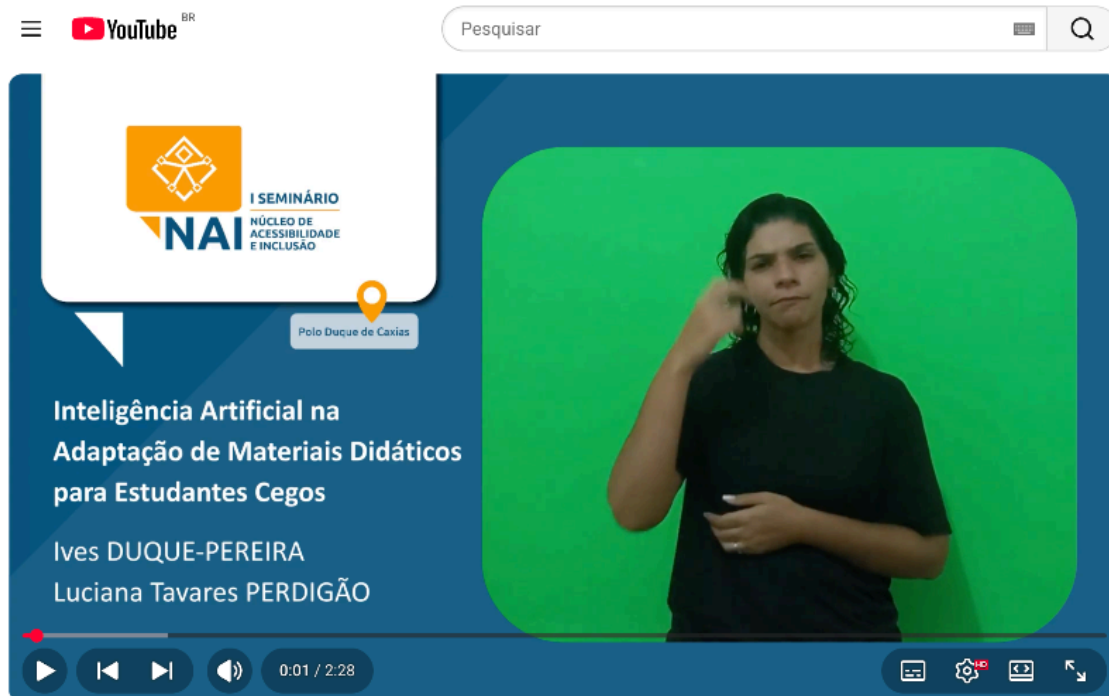 YouTube BR
Pesquisar
I SEMINÁRIO
NAI
NÚCLEO DE
ACESSIBILIDADE
E INCLUSÃO
Polo Duque de Caxias
Inteligência Artificial na
Adaptação de Materiais Didáticos
para Estudantes Cegos
Ives DUQUE-PEREIRA
Luciana Tavares PERDIGÃO
0:01 / 2:28
HD